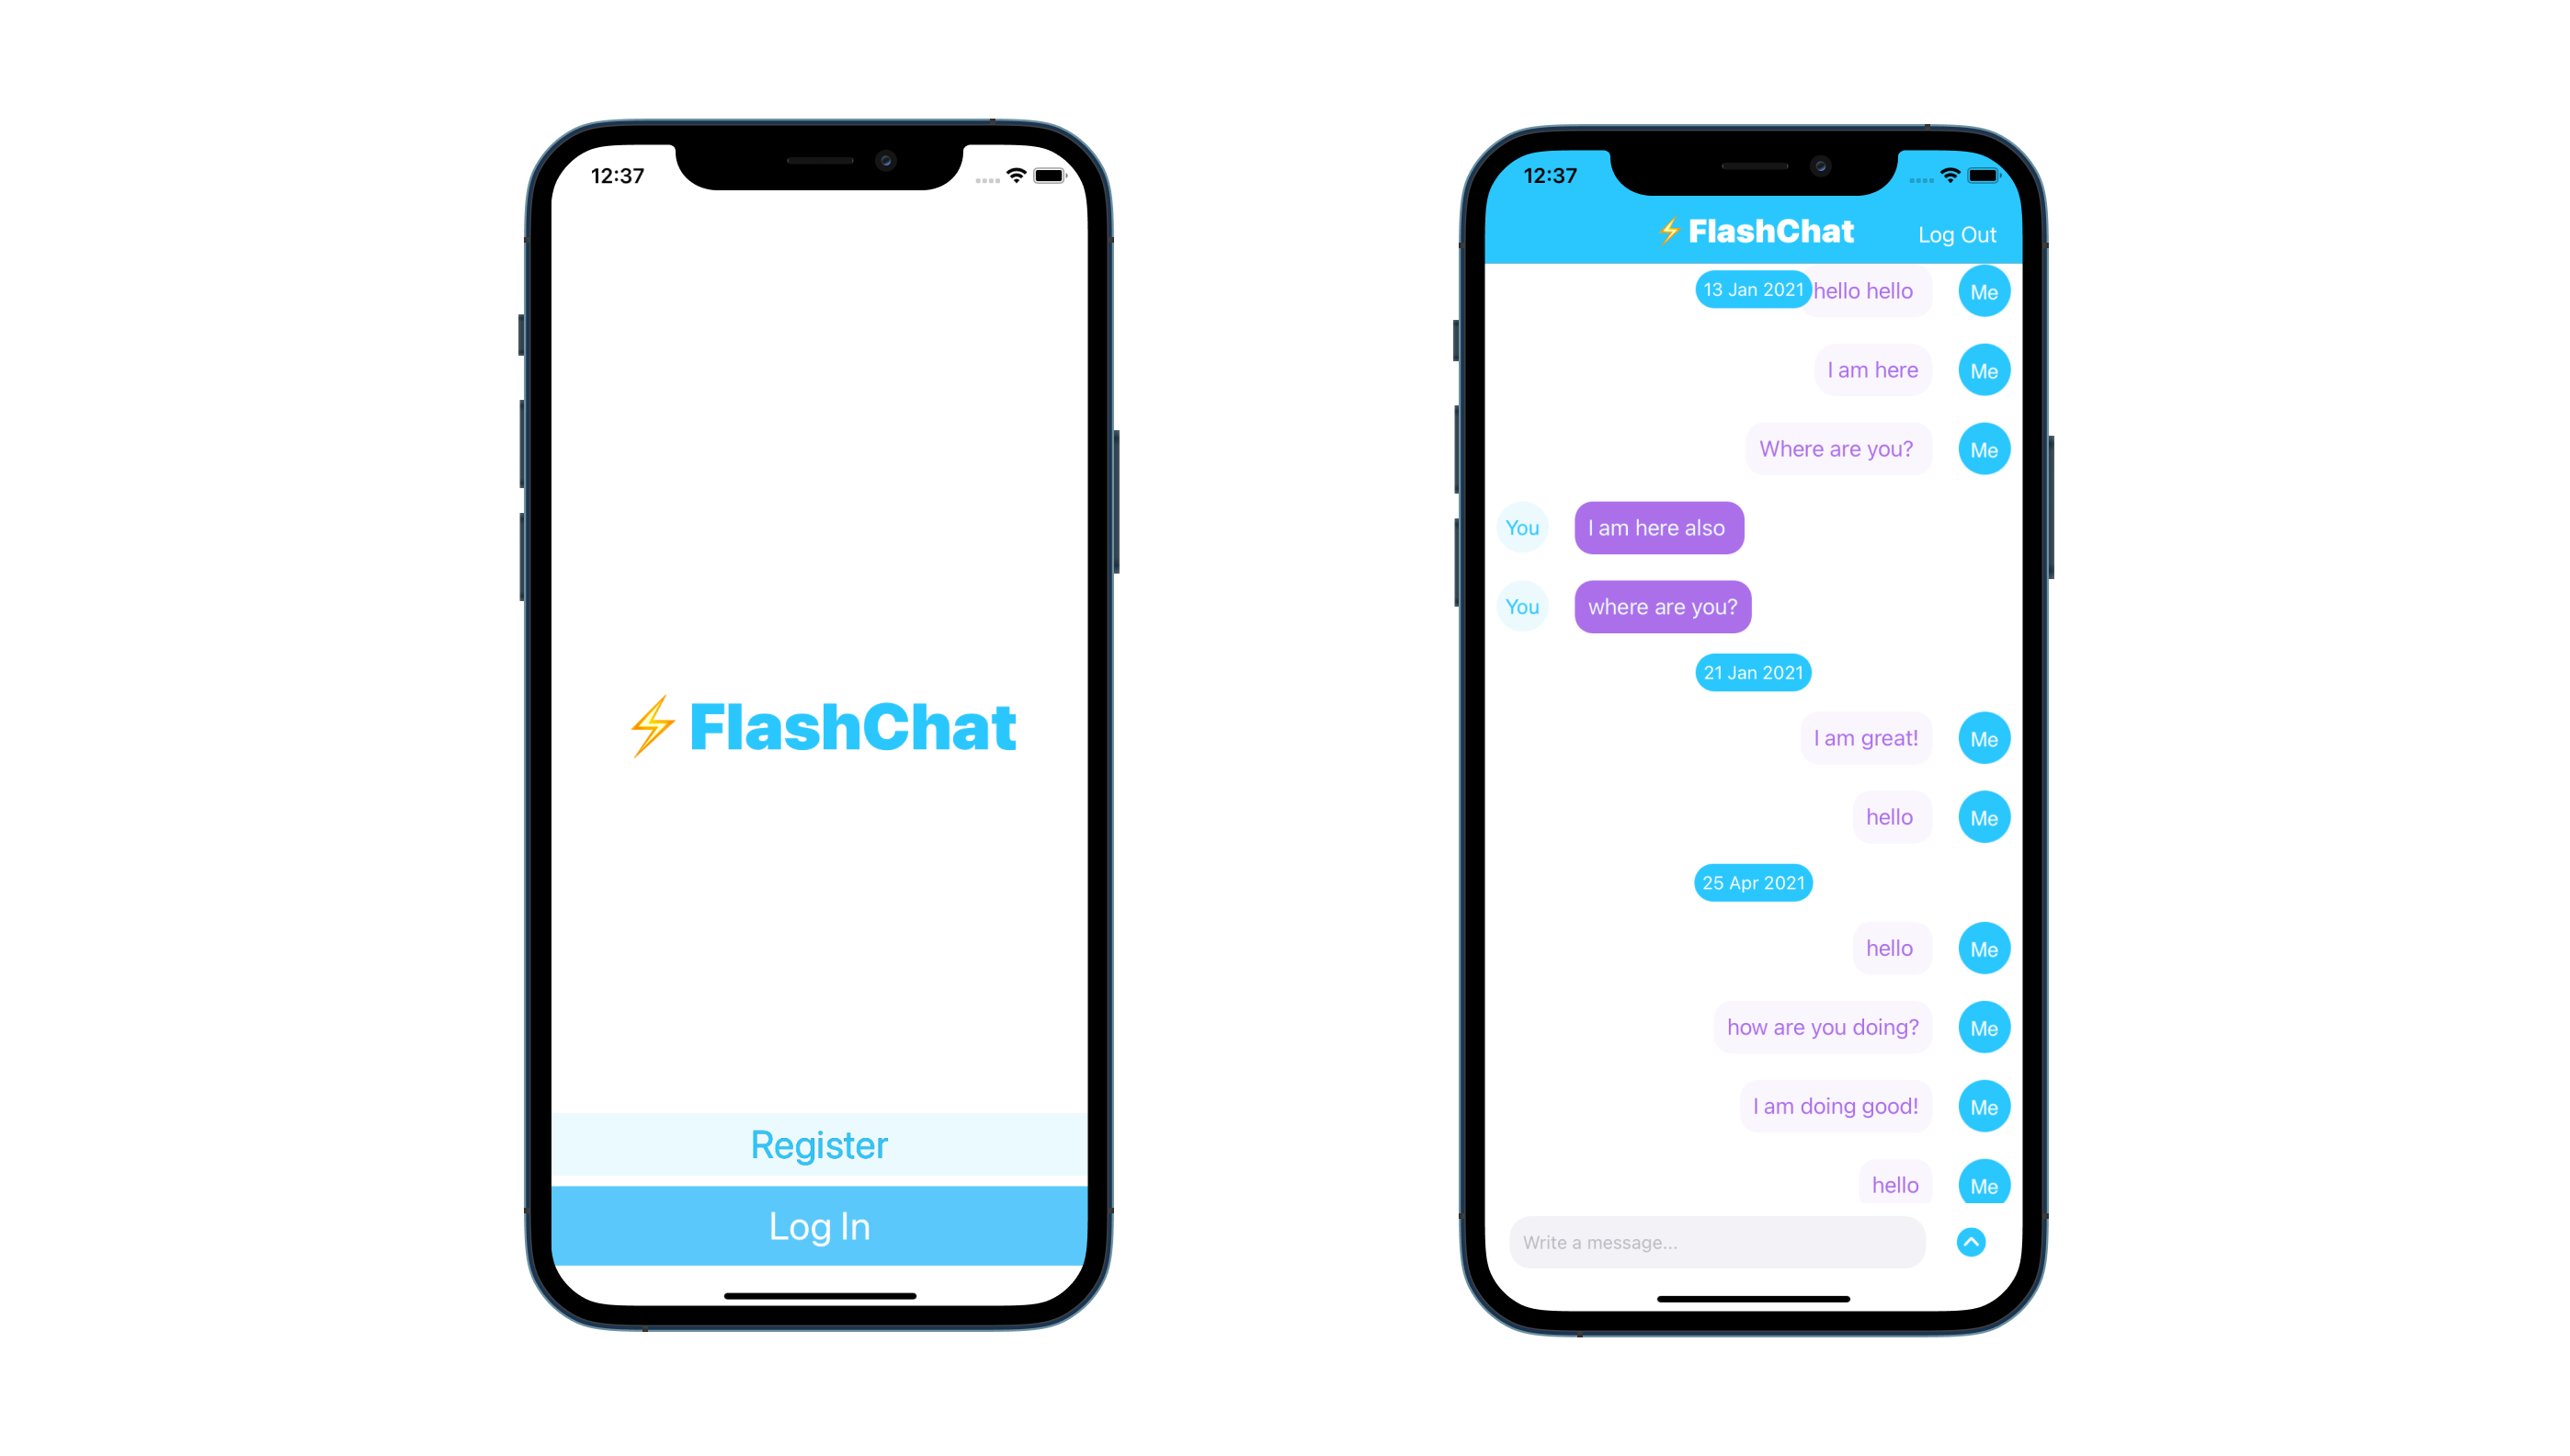 12:37
⚡FlashChat
Register
Log In
12:37
⚡FlashChat
Log Out
13 Jan 2021
hello hello
Me
I am here
Me
Where are you?
Me
You
I am here also
You
where are you?
21 Jan 2021
I am great!
Me
hello
Me
25 Apr 2021
hello
Me
how are you doing?
Me
I am doing good!
Me
hello
Me
Write a message...